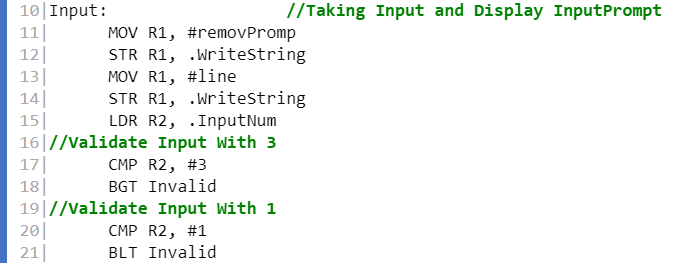 10|Input: //Taking Input and Display InputPrompt
11| MOV R1, #removPromp
12| STR R1, .WriteString
13| MOV R1, #line
14| STR R1, .WriteString
15| LDR R2, .InputNum
16|//Validate Input With 3
17| CMP R2, #3
18| BGT Invalid
19|//Validate Input With 1
20| CMP R2, #1
21| BLT Invalid